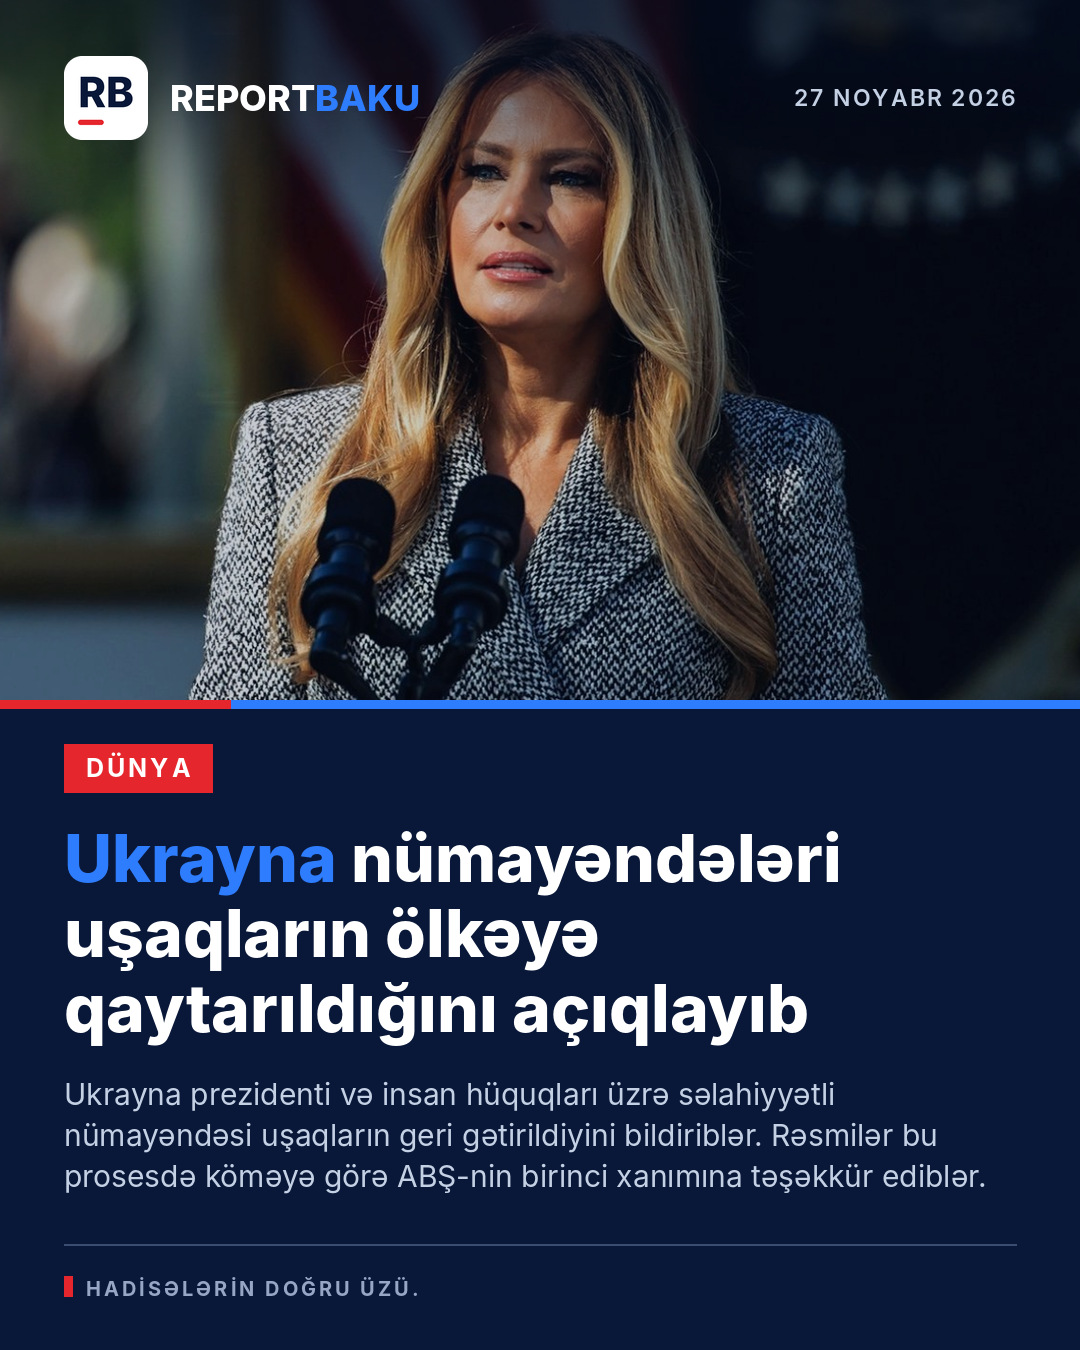 RB
REPORTBAKU
27 NOYABR 2026
DÜNYA
Ukrayna nümayəndələri
uşaqların ölkəyə
qaytarıldığını açıqlayıb
Ukrayna prezidenti və insan hüquqları üzrə səlahiyyətli
nümayəndəsi uşaqların geri gətirildiyini bildiriblər. Rəsmilər bu
prosesdə köməyə görə ABŞ-nin birinci xanımına təşəkkür ediblər.
HADİSƏLƏRİN DOĞRU ÜZÜ.